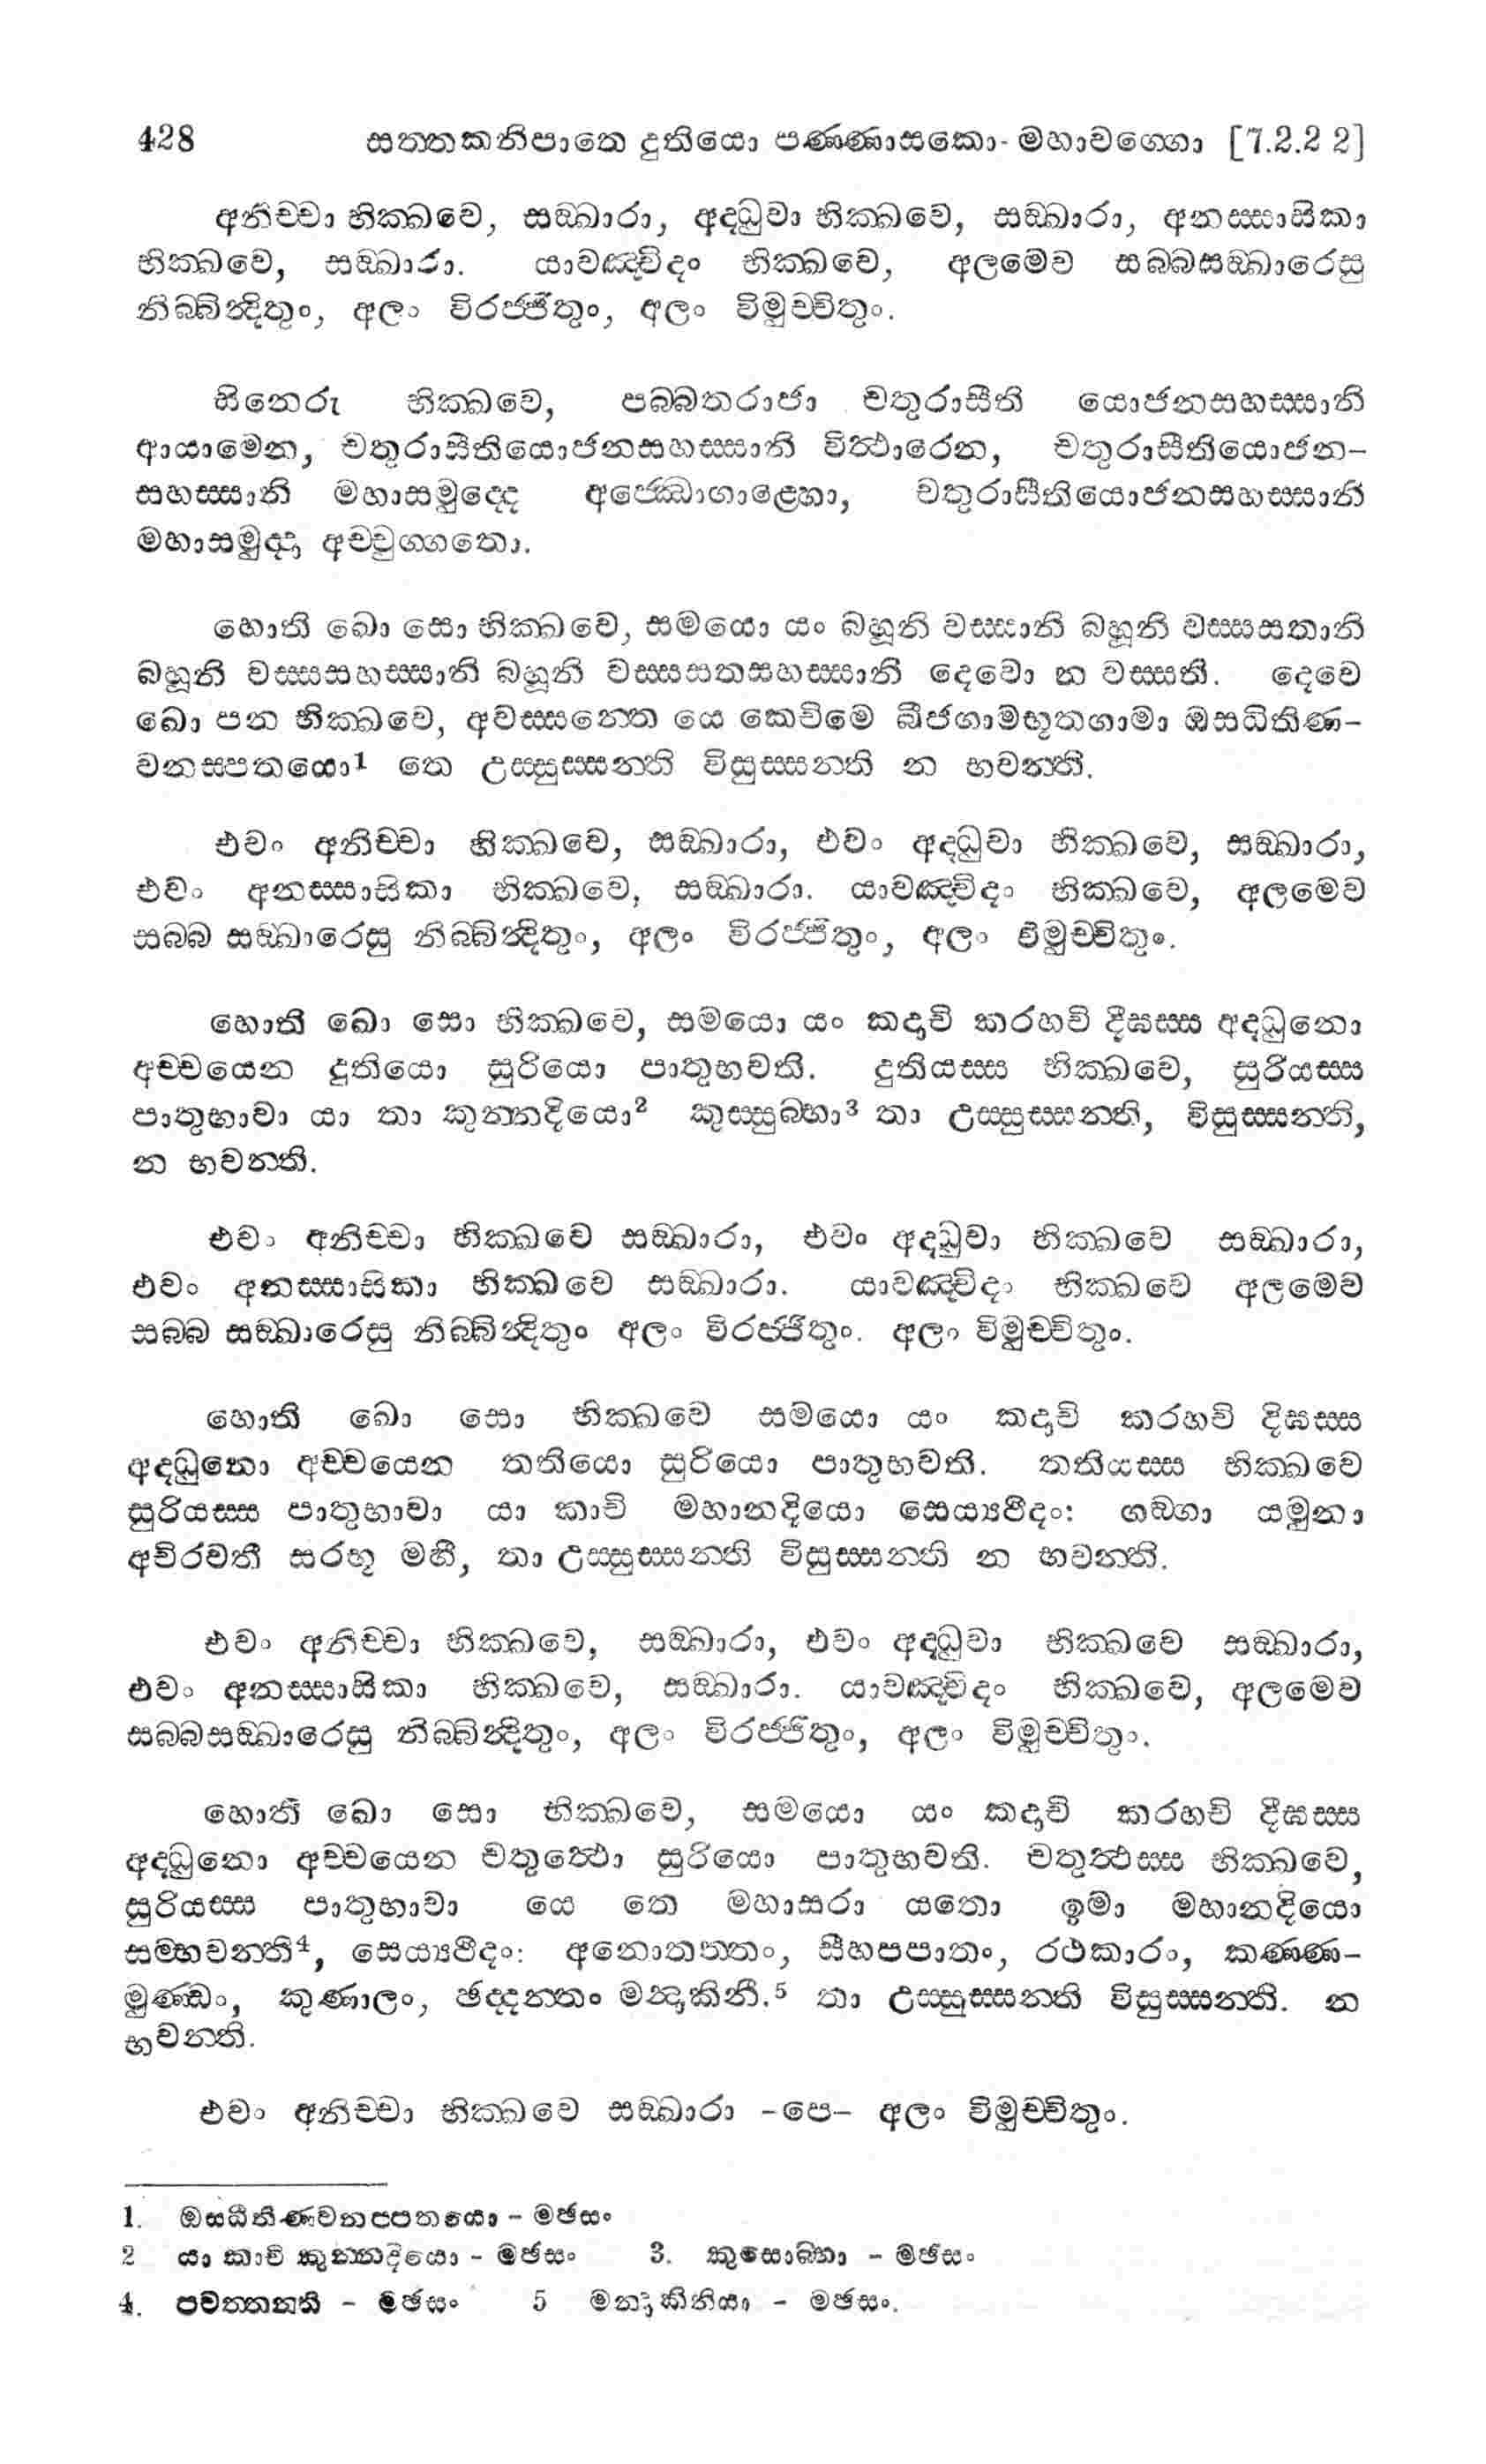 428 සත්තකනිපාතෙ දුතියො පණ්ණාසකො- මහාවග්ගො [7.2.2 2]
අනිච්චා භික්ඛවෙ, සඞ්ඛාරා, අද්ධුවා භික්ඛවෙ, සඞ්ඛාරා, අනස්සාසිකා
භික්ඛවෙ, සඞ්ඛාරා. යාවඤ්චිදං භික්ඛවෙ, අලමෙව සබ්බසඞ්ඛාරෙසු
නිබ්බින්දිතුං, අලං විරජ්ජිතුං, අලං විමුච්චිතුං.
සිනෙරු භික්ඛවෙ, පබ්බතරාජා චතුරාසීති යොජනසහස්සානි
ආයාමෙන, චතුරාසීතියොජනසහස්සානි විත්ථාරෙන, චතුරාසීතියොජන-
සහස්සානි මහාසමුද්දෙ අජ්ඣොගාළ්හො, චතුරාසීතියොජනසහස්සානි
මහාසමුද්දා අච්චුග්ගතො.
හොති ඛො සො භික්ඛවෙ, සමයො යං බහූනි වස්සානි බහූනි වස්සසතානි
බහූනි වස්සසහස්සානි බහූනි වස්සසතසහස්සානි දෙවො න වස්සති. දෙවෙ
ඛො පන භික්ඛවෙ, අවස්සන්තෙ යෙ කෙචිමෙ බීජගාමභූතගාමා ඔසධිතිණ-
වනස්පතයො¹ තෙ උස්සුස්සන්ති විසුස්සන්ති න භවන්ති.
එවං අනිච්චා භික්ඛවෙ, සඞ්ඛාරා, එවං අද්ධුවා භික්ඛවෙ, සඞ්ඛාරා,
එවං අනස්සාසිකා භික්ඛවෙ, සඞ්ඛාරා. යාවඤ්චිදං භික්ඛවෙ, අලමෙව
සබ්බ සඞ්ඛාරෙසු නිබ්බින්දිතුං, අලං විරජ්ජිතුං, අලං විමුච්චිතුං.
හොති ඛො සො භික්ඛවෙ, සමයො යං කදාචි කරහචි දීඝස්ස අද්ධුනො
අච්චයෙන දුතියො සුරියො පාතුභවති. දුතියස්ස භික්ඛවෙ, සුරියස්ස
පාතුභාවා යා තා කුන්නදියො² කුස්සුබ්භා³ තා උස්සුස්සන්ති, විසුස්සන්ති,
න භවන්ති.
එවං අනිච්චා භික්ඛවෙ සඞ්ඛාරා, එවං අද්ධුවා භික්ඛවෙ සඞ්ඛාරා,
එවං අනස්සාසිකා භික්ඛවෙ සඞ්ඛාරා. යාවඤ්චිදං භික්ඛවෙ අලමෙව
සබ්බ සඞ්ඛාරෙසු නිබ්බින්දිතුං අලං විරජ්ජිතුං. අලං විමුච්චිතුං.
හොති ඛො සො භික්ඛවෙ සමයො යං කදාචි කරහචි දිඝස්ස
අද්ධුනො අච්චයෙන තතියො සුරියො පාතුභවති. තතියස්ස භික්ඛවෙ
සුරියස්ස පාතුභාවා යා කාචි මහානදියො සෙය්‍යථීදං: ගඞ්ගා යමුනා
අචිරවතී සරභූ මහී, තා උස්සුස්සන්ති විසුස්සන්ති න භවන්ති.
එවං අනිච්චා භික්ඛවෙ, සඞ්ඛාරා, එවං අද්ධුවා භික්ඛවෙ සඞ්ඛාරා,
එවං අනස්සාසිකා භික්ඛවෙ, සඞ්ඛාරා. යාවඤ්චිදං භික්ඛවෙ, අලමෙව
සබ්බසඞ්ඛාරෙසු නිබ්බින්දිතුං, අලං විරජ්ජිතුං, අලං විමුච්චිතුං.
හොති ඛො සො භික්ඛවෙ, සමයො යං කදාචි කරහචි දීඝස්ස
අද්ධුනො අච්චයෙන චතුත්ථො සුරියො පාතුභවති. චතුත්ථස්ස භික්ඛවෙ,
සුරියස්ස පාතුභාවා යෙ තෙ මහාසරා යතො ඉමා මහානදියො
සම්භවන්ති⁴, සෙය්‍යථීදං: අනොතත්තං, සීහපපාතං, රථකාරං, කණ්ණ-
මුණ්ඩං, කුණාලං, ඡද්දන්තං මන්දාකිනී.⁵ තා උස්සුස්සන්ති විසුස්සන්ති. න
භවන්ති.
එවං අනිච්චා භික්ඛවෙ සඞ්ඛාරා -පෙ- අලං විමුච්චිතුං.
1. ඔසධීතිණවනප්පතයො - මඡසං
2 යා කාචි කුන්නදියො - මඡසං 3. කුසොබ්භා - මඡසං
4. පවත්තන්ති - මඡසං 5 මන්දාකිනියා - මඡසං.